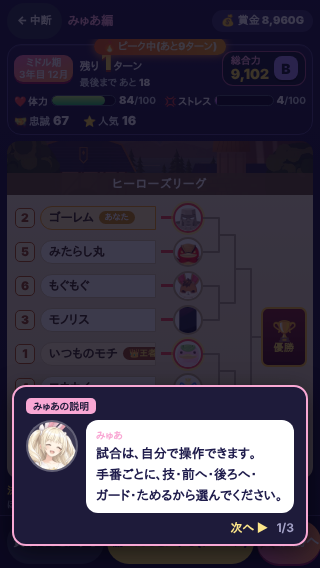 ← 中断
みゅあ編
💰 賞金 8,960G
🔥 ピーク中(あと9ターン)
ミドル期
3年目 12月
残り 1 ターン
最後まで あと 18
総合力
9,102 B
❤️ 体力 84/100
💢 ストレス 4/100
🤝 忠誠 67
⭐ 人気 16
ヒーローズリーグ
2 ゴーレム あなた
5 みたらし丸
6 もぐもぐ
3 モノリス
1 いつものモチ
🏆 優勝
みゅあの説明
みゅあ
試合は、自分で操作できます。
手番ごとに、技・前へ・後ろへ・
ガード・ためるから選んでください。
次へ ▶ 1/3